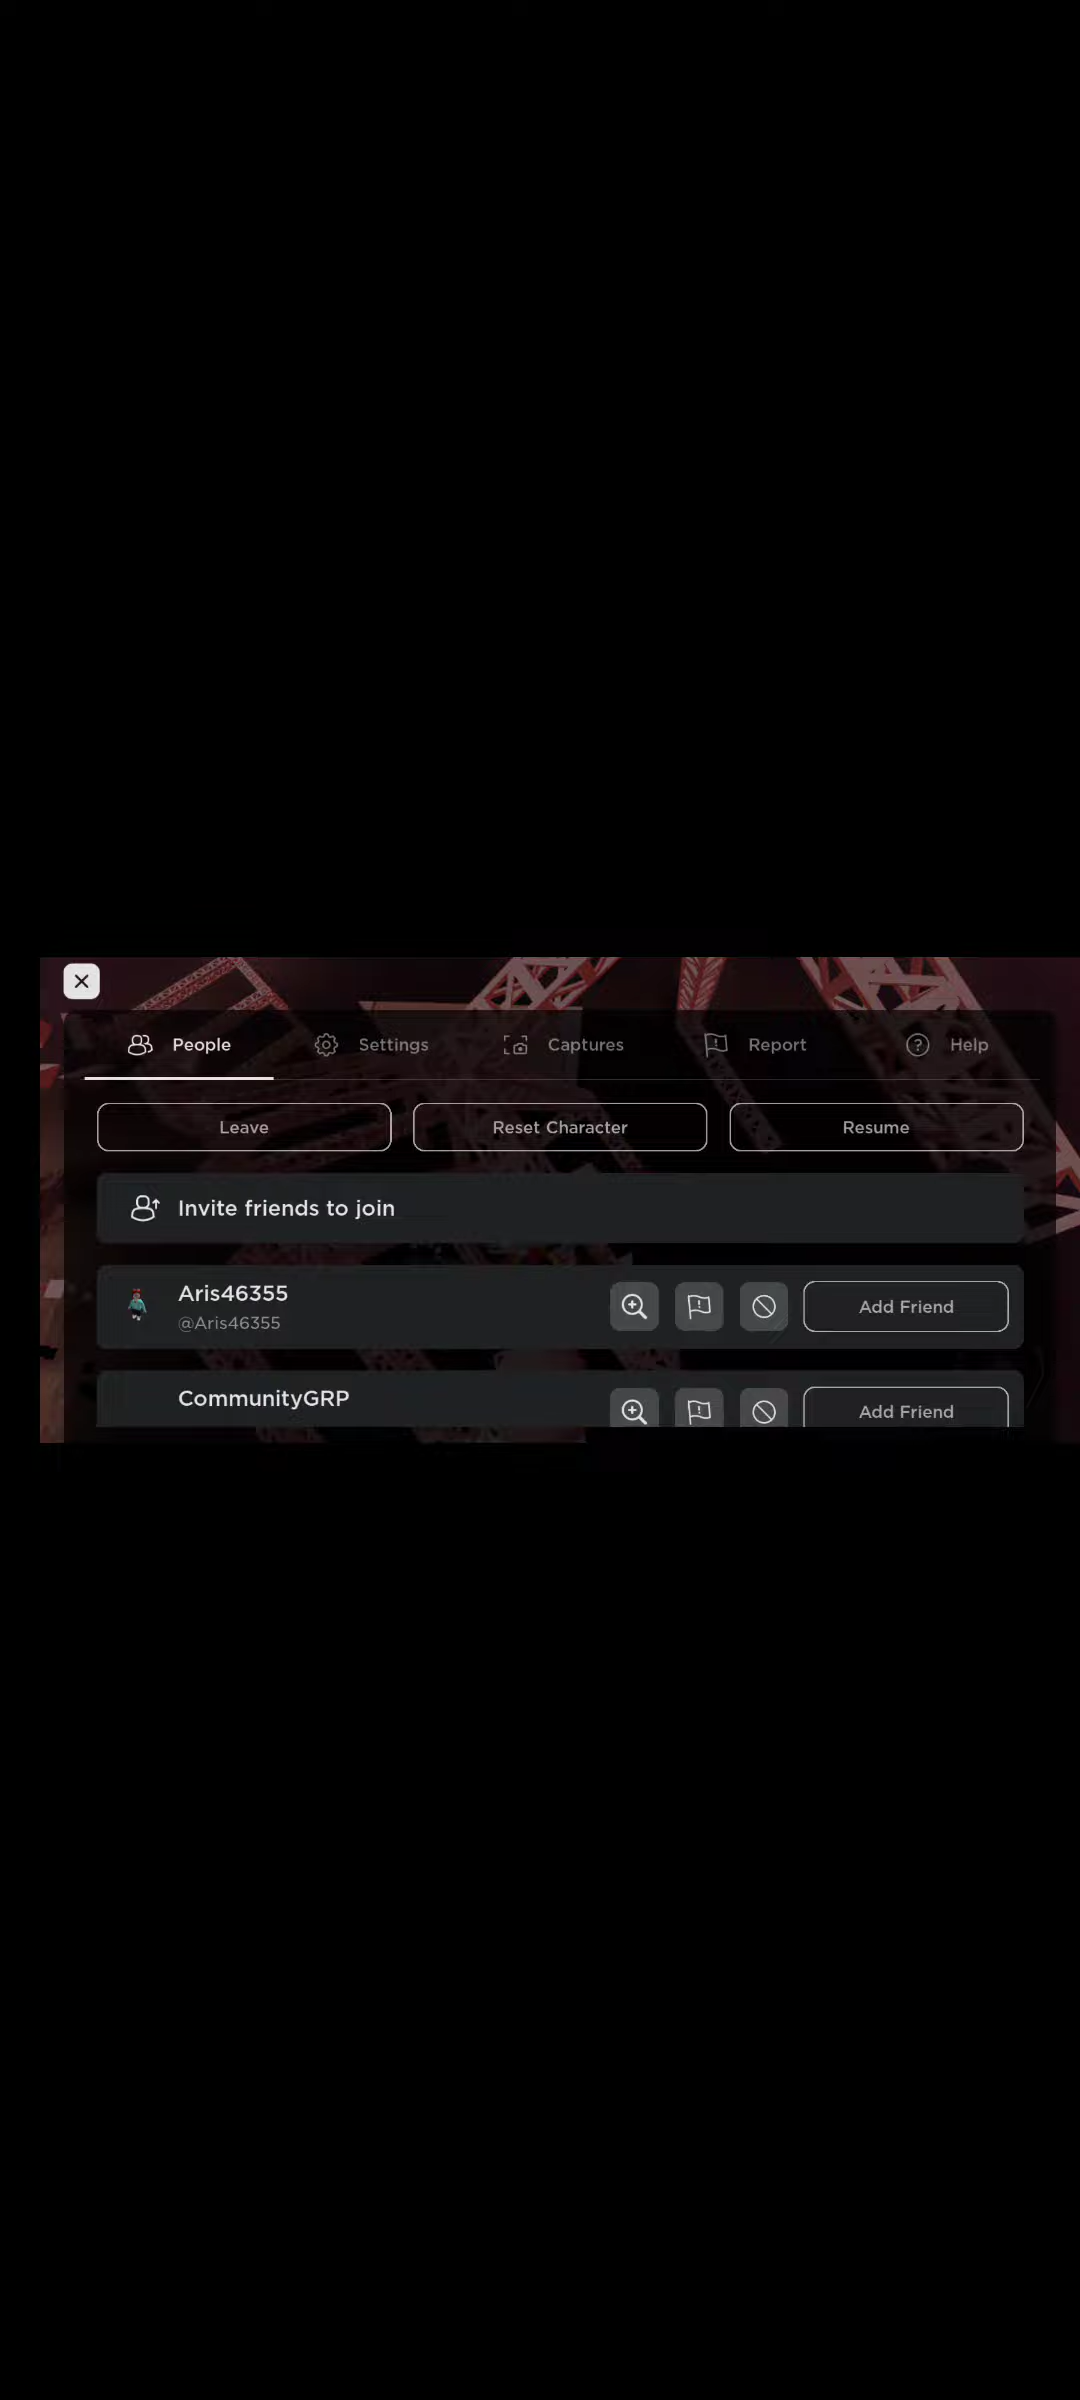 People
Settings
Captures
Report
Help
Leave
Reset Character
Resume
Invite friends to join
Aris46355
@Aris46355
Add Friend
CommunityGRP
Add Friend